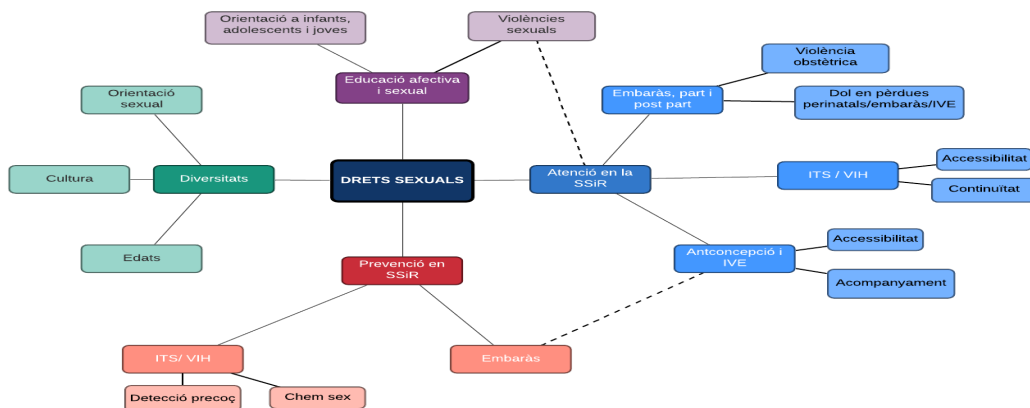 Orientació a infants,
adolescents i joves
Violències
sexuals
Educació afectiva
i sexual
Violència
obstètrica
Embaràs, part i
post part
Dol en pèrdues
perinatals/embaràs/IVE
Orientació
sexual
Cultura
Diversitats
Edats
DRETS SEXUALS
Atenció en la
SSiR
ITS / VIH
Accessibilitat
Continuïtat
Antconcepció i
IVE
Accessibilitat
Acompanyament
Prevenció en
SSiR
ITS/ VIH
Embaràs
Detecció precoç
Chem sex